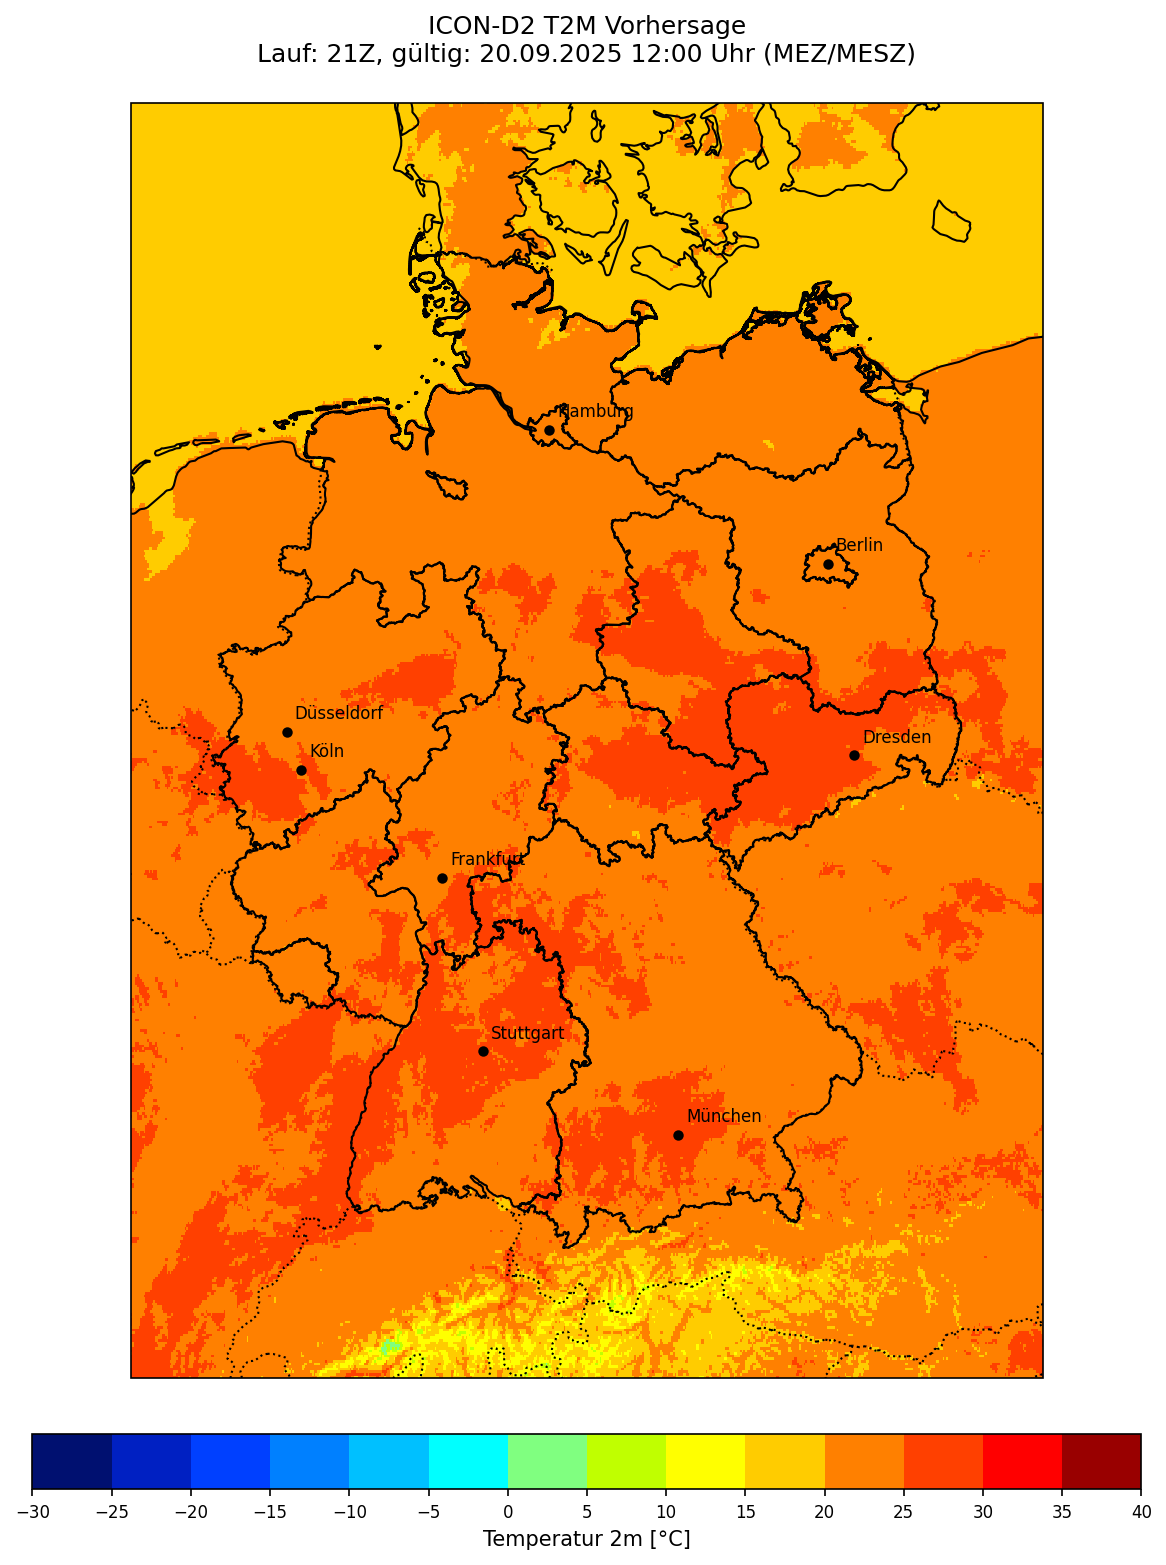 ICON-D2 T2M Vorhersage
Lauf: 21Z, gültig: 20.09.2025 12:00 Uhr (MEZ/MESZ)
Hamburg
Berlin
Düsseldorf
Dresden
Köln
Frankfurt
Stuttgart
München
−30 −25 −20 −15 −10 −5 0 5 10 15 20 25 30 35 40
Temperatur 2m [°C]